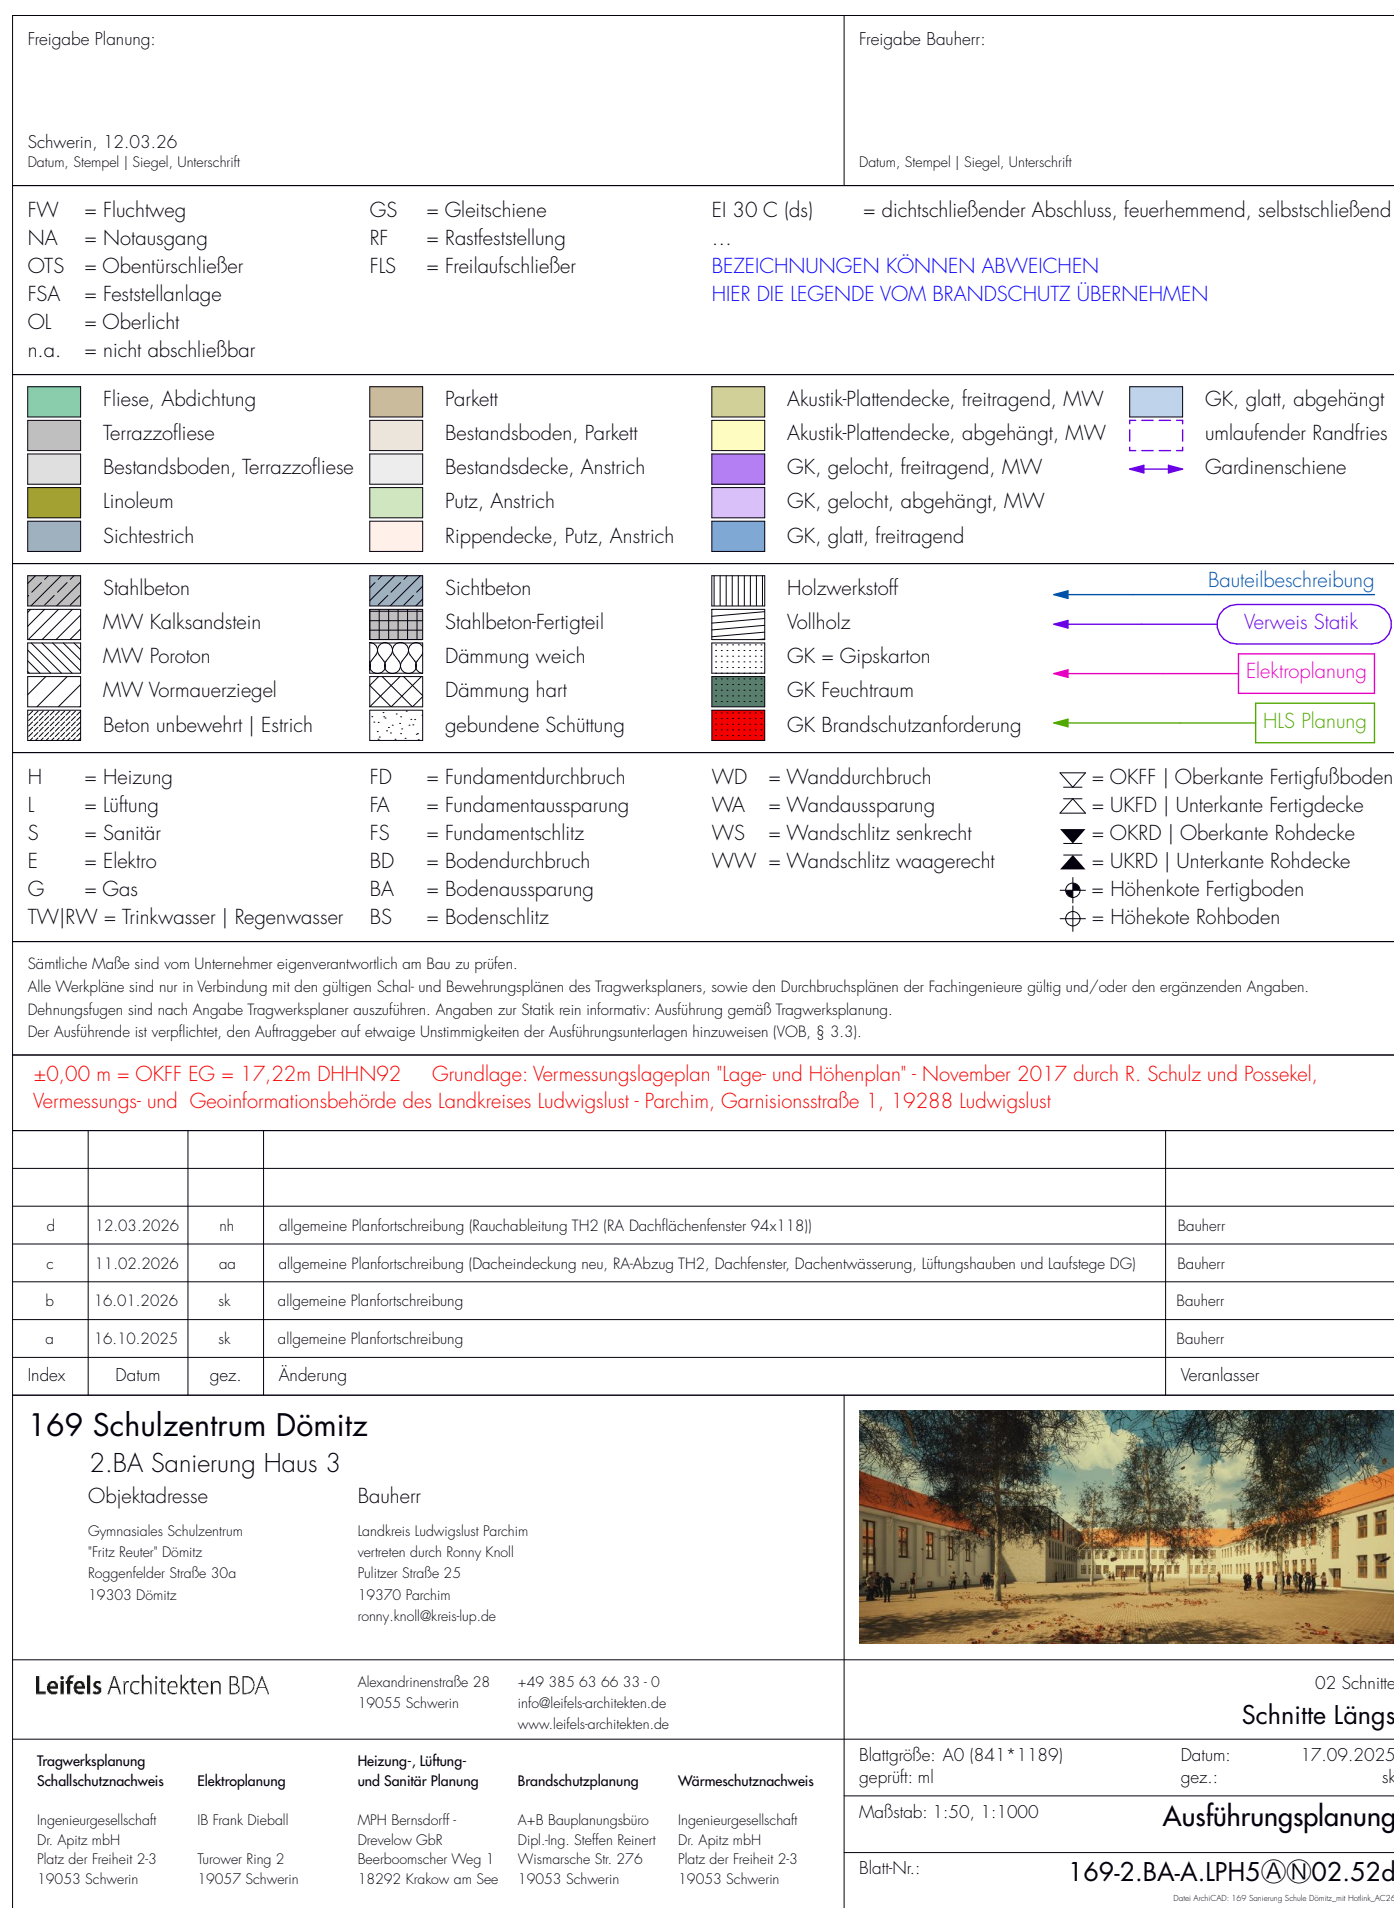 Freigabe Planung:
Freigabe Bauherr:
Schwerin, 12.03.26
Datum, Stempel | Siegel, Unterschrift
Datum, Stempel | Siegel, Unterschrift
FW = Fluchtweg
NA = Notausgang
OTS = Obentürschließer
FSA = Feststellanlage
OL = Oberlicht
n.a. = nicht abschließbar
GS = Gleitschiene
RF = Rastfeststellung
FLS = Freilaufschließer
EI 30 C (ds) = dichtschließender Abschluss, feuerhemmend, selbstschließend
...
BEZEICHNUNGEN KÖNNEN ABWEICHEN
HIER DIE LEGENDE VOM BRANDSCHUTZ ÜBERNEHMEN
Fliese, Abdichtung
Terrazzofliese
Bestandsboden, Terrazzofliese
Linoleum
Sichtestrich
Parkett
Bestandsboden, Parkett
Bestandsdecke, Anstrich
Putz, Anstrich
Rippendecke, Putz, Anstrich
Akustik-Plattendecke, freitragend, MW
Akustik-Plattendecke, abgehängt, MW
GK, gelocht, freitragend, MW
GK, gelocht, abgehängt, MW
GK, glatt, freitragend
GK, glatt, abgehängt
umlaufender Randfries
Gardinenschiene
Stahlbeton
MW Kalksandstein
MW Poroton
MW Vormauerziegel
Beton unbewehrt | Estrich
Sichtbeton
Stahlbeton-Fertigteil
Dämmung weich
Dämmung hart
gebundene Schüttung
Holzwerkstoff
Vollholz
GK = Gipskarton
GK Feuchtraum
GK Brandschutzanforderung
Bauteilbeschreibung
Verweis Statik
Elektroplanung
HLS Planung
H = Heizung
L = Lüftung
S = Sanitär
E = Elektro
G = Gas
TW|RW = Trinkwasser | Regenwasser
FD = Fundamentdurchbruch
FA = Fundamentaussparung
FS = Fundamentschlitz
BD = Bodendurchbruch
BA = Bodenaussparung
BS = Bodenschlitz
WD = Wanddurchbruch
WA = Wandaussparung
WS = Wandschlitz senkrecht
WW = Wandschlitz waagerecht
= OKFF | Oberkante Fertigfußboden
= UKFD | Unterkante Fertigdecke
= OKRD | Oberkante Rohdecke
= UKRD | Unterkante Rohdecke
= Höhenkote Fertigboden
= Höhekote Rohboden
Sämtliche Maße sind vom Unternehmer eigenverantwortlich am Bau zu prüfen.
Alle Werkpläne sind nur in Verbindung mit den gültigen Schal- und Bewehrungsplänen des Tragwerksplaners, sowie den Durchbruchsplänen der Fachingenieure gültig und/oder den ergänzenden Angaben.
Dehnungsfugen sind nach Angabe Tragwerksplaner auszuführen. Angaben zur Statik rein informativ: Ausführung gemäß Tragwerksplanung.
Der Ausführende ist verpflichtet, den Auftraggeber auf etwaige Unstimmigkeiten der Ausführungsunterlagen hinzuweisen (VOB, § 3.3).
±0,00 m = OKFF EG = 17,22m DHHN92 Grundlage: Vermessungslageplan "Lage- und Höhenplan" - November 2017 durch R. Schulz und Possekel,
Vermessungs- und Geoinformationsbehörde des Landkreises Ludwigslust - Parchim, Garnisionsstraße 1, 19288 Ludwigslust
d 12.03.2026 nh allgemeine Planfortschreibung (Rauchableitung TH2 (RA Dachflächenfenster 94x118)) Bauherr
c 11.02.2026 aa allgemeine Planfortschreibung (Dacheindeckung neu, RA-Abzug TH2, Dachfenster, Dachentwässerung, Lüftungshauben und Laufstege DG) Bauherr
b 16.01.2026 sk allgemeine Planfortschreibung Bauherr
a 16.10.2025 sk allgemeine Planfortschreibung Bauherr
Index Datum gez. Änderung Veranlasser
169 Schulzentrum Dömitz
2.BA Sanierung Haus 3
Objektadresse
Gymnasiales Schulzentrum
"Fritz Reuter" Dömitz
Roggenfelder Straße 30a
19303 Dömitz
Bauherr
Landkreis Ludwigslust Parchim
vertreten durch Ronny Knoll
Pulitzer Straße 25
19370 Parchim
ronny.knoll@kreis-lup.de
Leifels Architekten BDA
Alexandrinenstraße 28
19055 Schwerin
+49 385 63 66 33 - 0
info@leifels-architekten.de
www.leifels-architekten.de
02 Schnitte
Schnitte Längs
Tragwerksplanung
Schallschutznachweis
Ingenieurgesellschaft
Dr. Apitz mbH
Platz der Freiheit 2-3
19053 Schwerin
Elektroplanung
IB Frank Dieball
Turower Ring 2
19057 Schwerin
Heizung-, Lüftung-
und Sanitär Planung
MPH Bernsdorff -
Drevelow GbR
Beerboomscher Weg 1
18292 Krakow am See
Brandschutzplanung
A+B Bauplanungsbüro
Dipl.-Ing. Steffen Reinert
Wismarsche Str. 276
19053 Schwerin
Wärmeschutznachweis
Ingenieurgesellschaft
Dr. Apitz mbH
Platz der Freiheit 2-3
19053 Schwerin
Blattgröße: A0 (841*1189) Datum: 17.09.2025
geprüft: ml gez.: sk
Maßstab: 1:50, 1:1000 Ausführungsplanung
Blatt-Nr.: 169-2.BA-A.LPH5ⒶⓃ02.52d
Datei ArchiCAD: 169 Sanierung Schule Dömitz_mit Hotlink_AC26